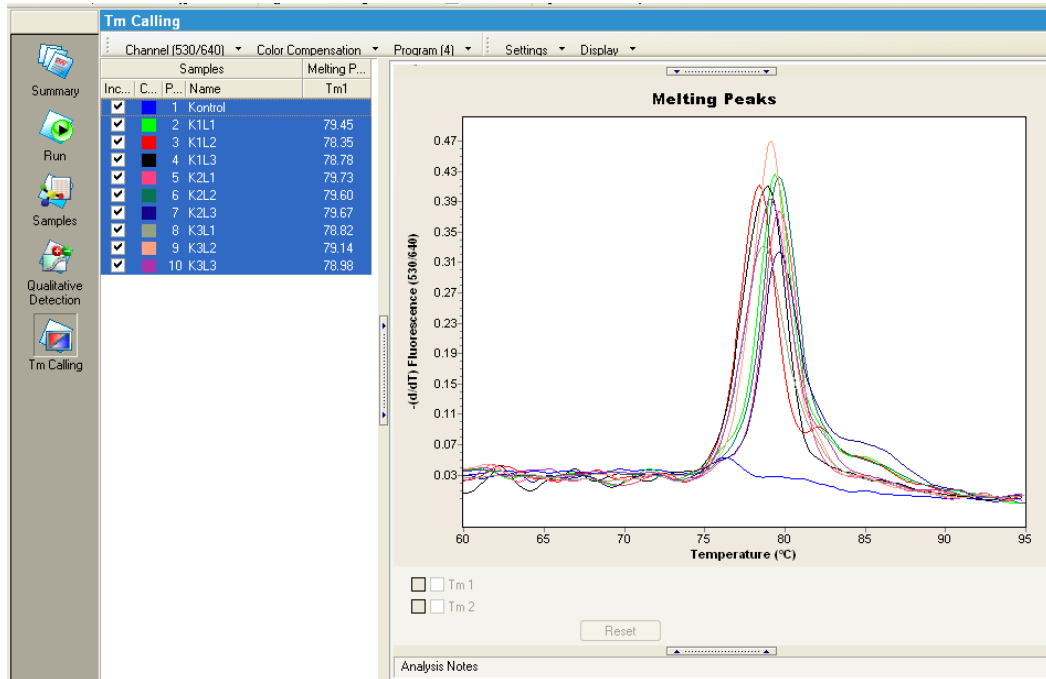 Tm Calling
Channel (530/640) Color Compensation Program (4) Settings Display
Summary
Run
Samples
Qualitative
Detection
Tm Calling
Samples Melting P...
Inc... C... P... Name Tm1
1 Kontrol
2 K1L1 79.45
3 K1L2 78.35
4 K1L3 78.78
5 K2L1 79.73
6 K2L2 79.60
7 K2L3 79.67
8 K3L1 78.82
9 K3L2 79.14
10 K3L3 78.98
Melting Peaks
-(d/dT) Fluorescence (530/640)
0.47
0.43
0.39
0.35
0.31
0.27
0.23
0.19
0.15
0.11
0.07
0.03
60 65 70 75 80 85 90 95
Temperature (°C)
Tm 1
Tm 2
Reset
Analysis Notes